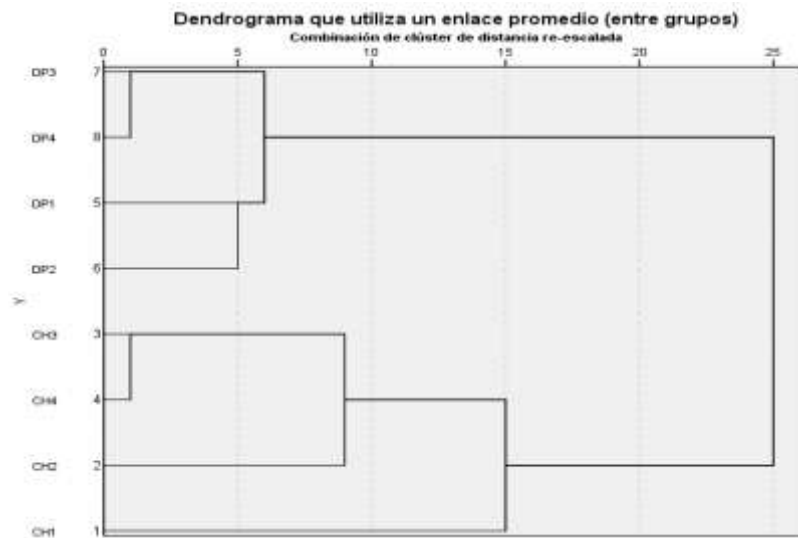 Dendrograma que utiliza un enlace promedio (entre grupos)
Combinación de clúster de distancia re-escalada
0 5 10 15 20 25
DP3 7
DP4 8
DP1 5
DP2 6
Y
CH3 3
CH4 4
CH2 2
CH1 1